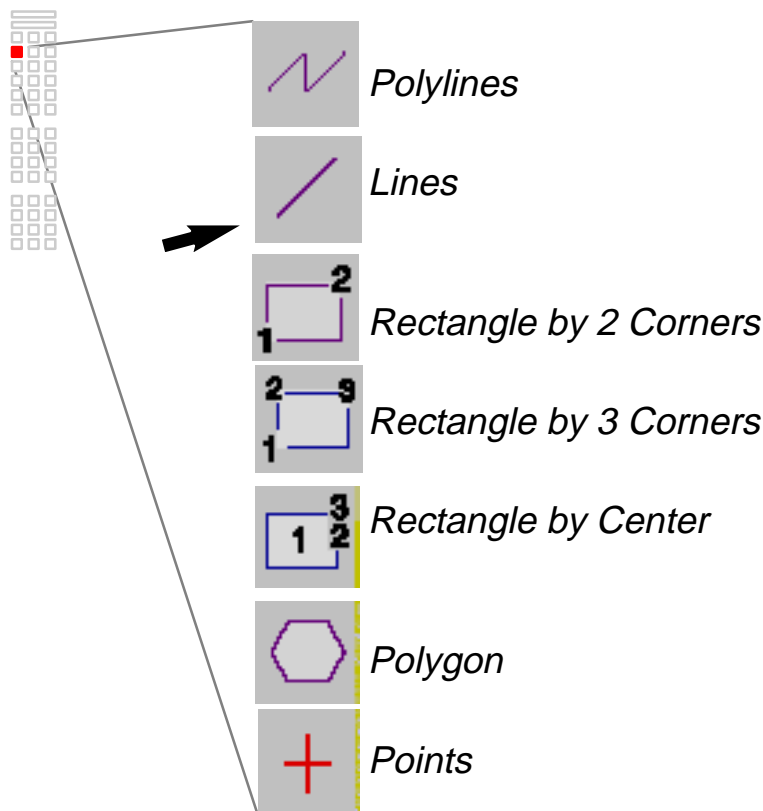 Polylines
Lines
2
1
Rectangle by 2 Corners
2 3
1
Rectangle by 3 Corners
3
1 2
Rectangle by Center
Polygon
Points